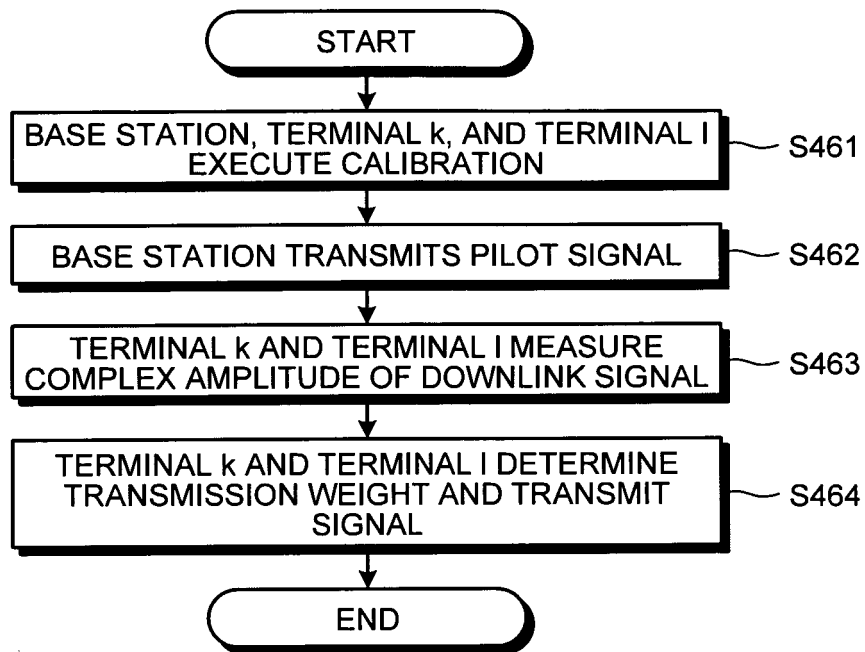 START
BASE STATION, TERMINAL k, AND TERMINAL l
EXECUTE CALIBRATION
S461
BASE STATION TRANSMITS PILOT SIGNAL
S462
TERMINAL k AND TERMINAL l MEASURE
COMPLEX AMPLITUDE OF DOWNLINK SIGNAL
S463
TERMINAL k AND TERMINAL l DETERMINE
TRANSMISSION WEIGHT AND TRANSMIT
SIGNAL
S464
END